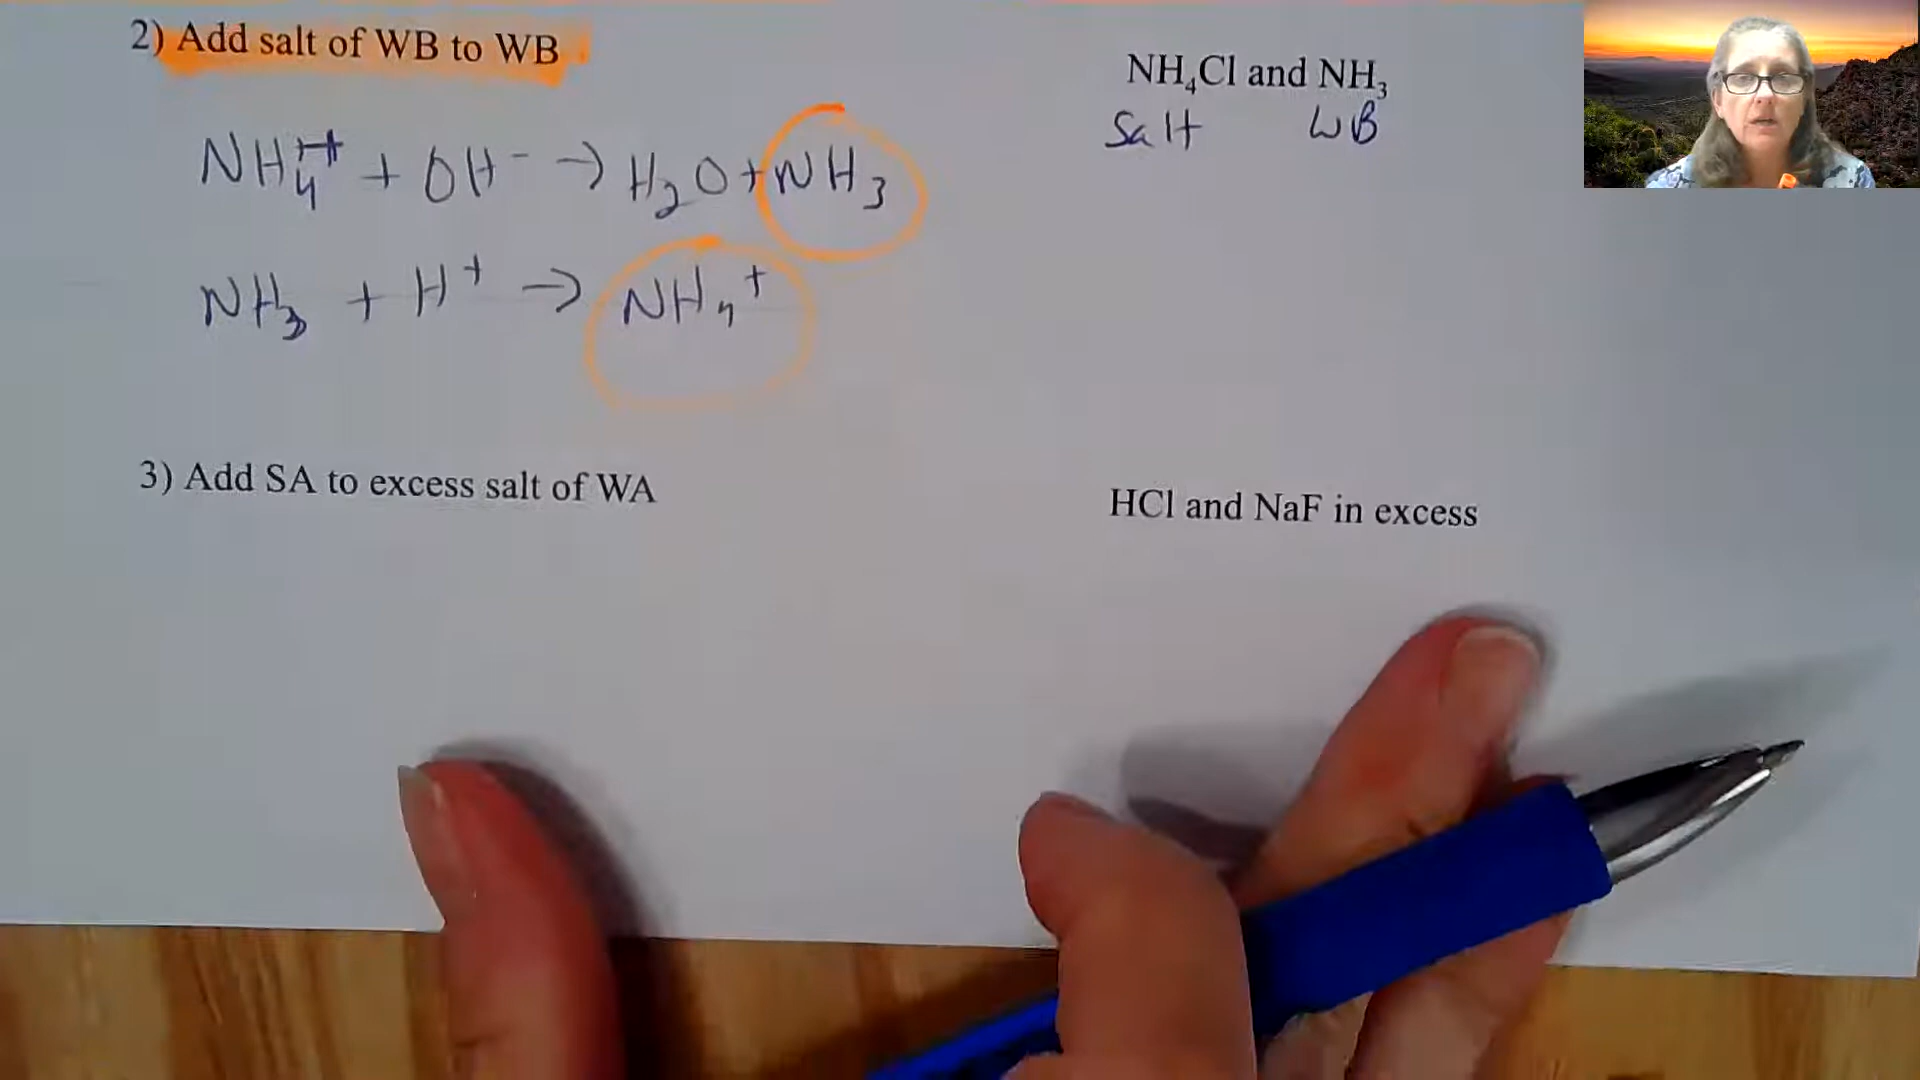 2) Add salt of WB to WB
NH₄Cl and NH₃
Salt WB
NH₄⁺ + OH⁻ → H₂O + NH₃
NH₃ + H⁺ → NH₄⁺
3) Add SA to excess salt of WA
HCl and NaF in excess